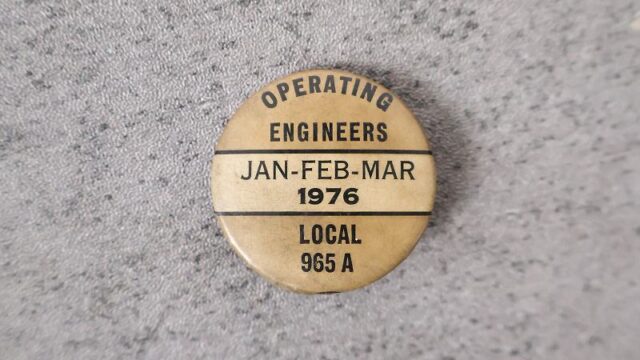 OPERATING
ENGINEERS
JAN-FEB-MAR
1976
LOCAL
965 A